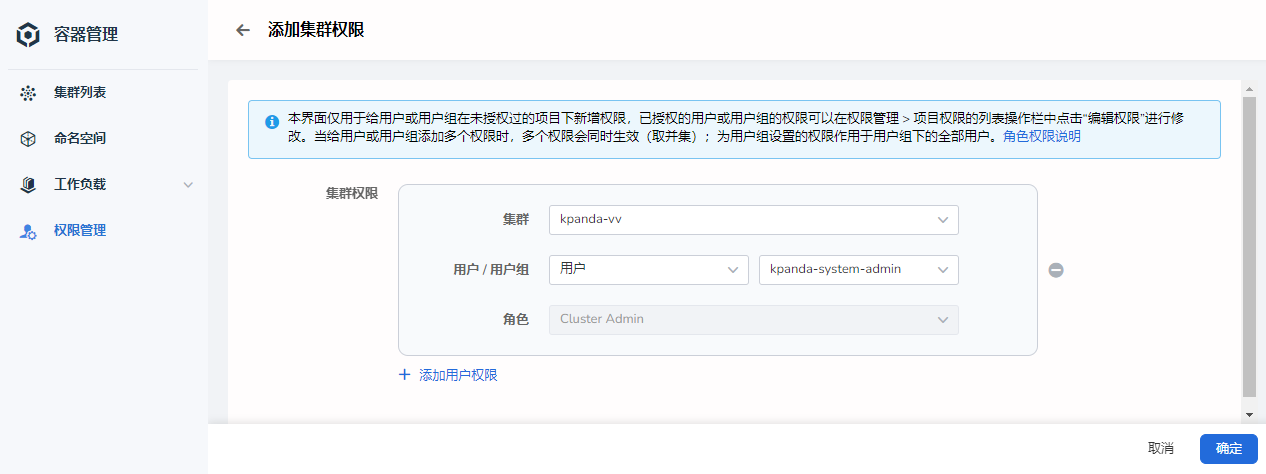 容器管理
集群列表
命名空间
工作负载
权限管理
添加集群权限
本界面仅用于给用户或用户组在未授权过的项目下新增权限，已授权的用户或用户组的权限可以在权限管理 > 项目权限的列表操作栏中点击“编辑权限”进行修
改。当给用户或用户组添加多个权限时，多个权限会同时生效（取并集）；为用户组设置的权限作用于用户组下的全部用户。角色权限说明
集群权限
集群 kpanda-vv
用户 / 用户组 用户 kpanda-system-admin
角色 Cluster Admin
添加用户权限
取消 确定